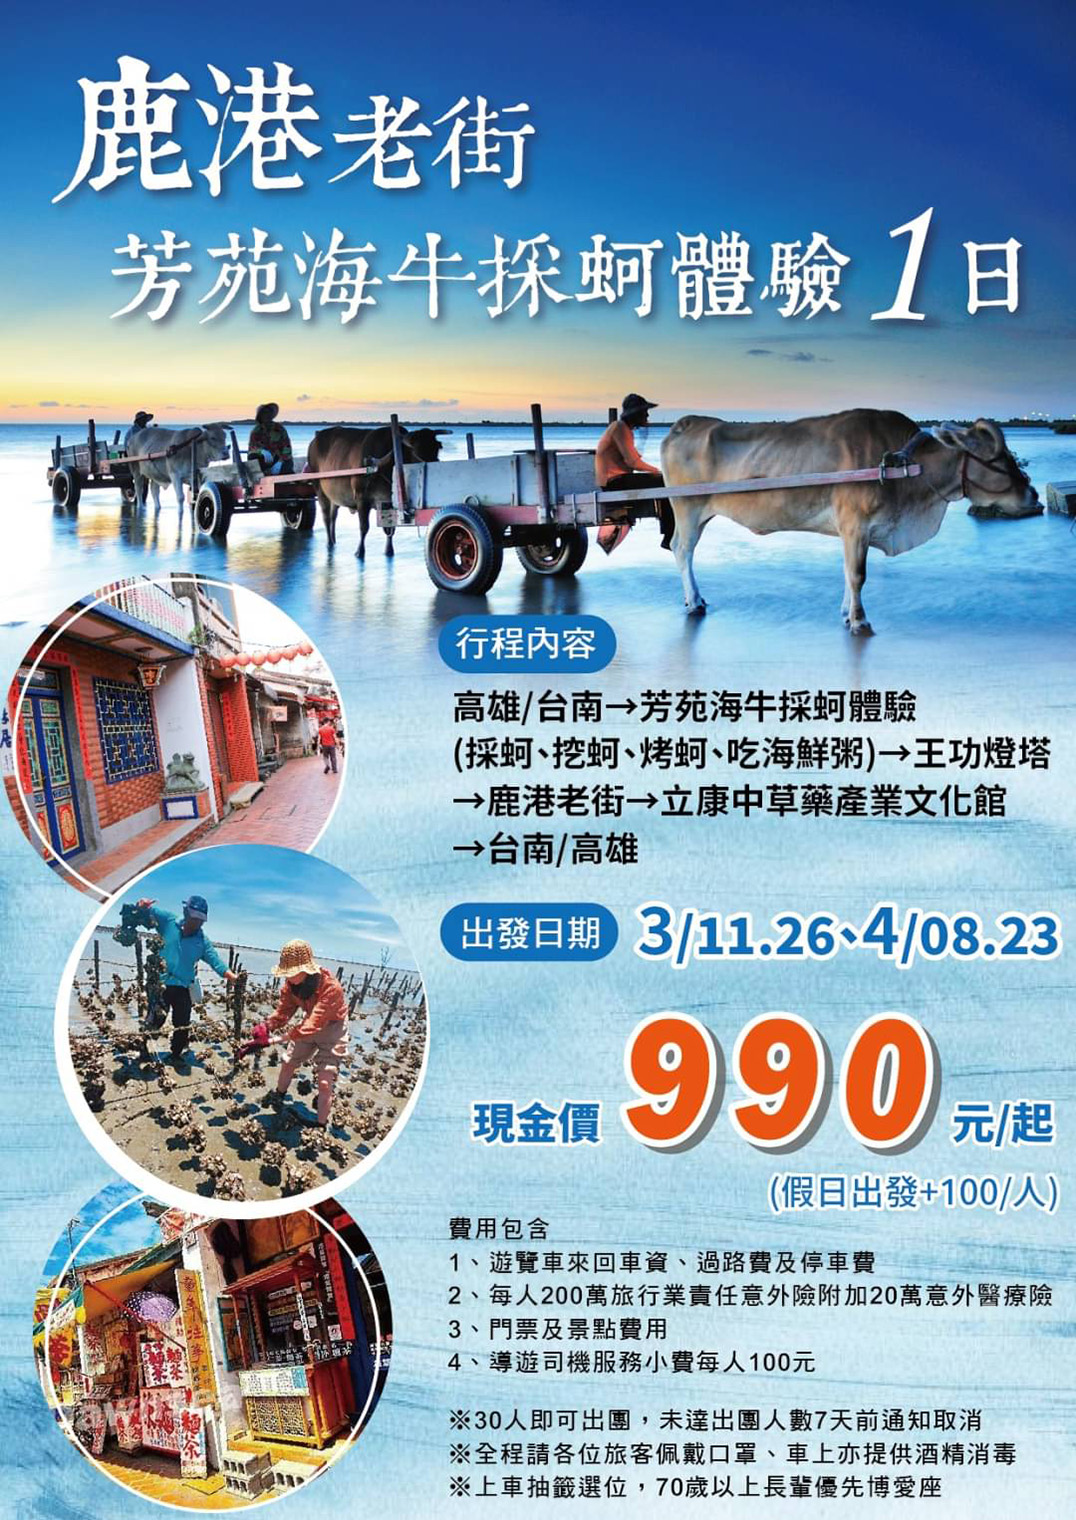 鹿港老街
芳苑海牛採蚵體驗1日
行程內容
高雄/台南→芳苑海牛採蚵體驗
(採蚵、挖蚵、烤蚵、吃海鮮粥)→王功燈塔
→鹿港老街→立康中草藥產業文化館
→台南/高雄
出發日期 3/11.26、4/08.23
現金價 990 元/起
(假日出發+100/人)
費用包含
1、遊覽車來回車資、過路費及停車費
2、每人200萬旅行業責任意外險附加20萬意外醫療險
3、門票及景點費用
4、導遊司機服務小費每人100元
※30人即可出團，未達出團人數7天前通知取消
※全程請各位旅客佩戴口罩、車上亦提供酒精消毒
※上車抽籤選位，70歲以上長輩優先博愛座